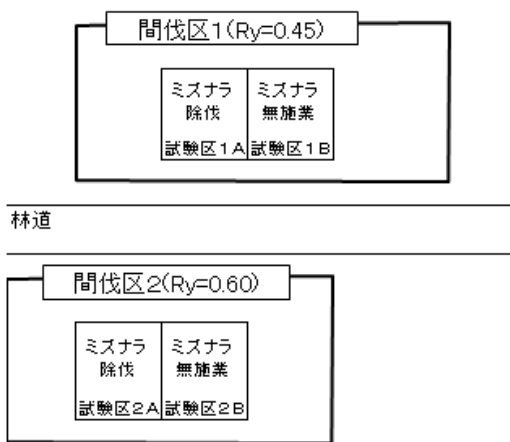 間伐区1(Ry=0.45)
ミズナラ ミズナラ
除伐 無施業
試験区1A 試験区1B
林道
間伐区2(Ry=0.60)
ミズナラ ミズナラ
除伐 無施業
試験区2A 試験区2B